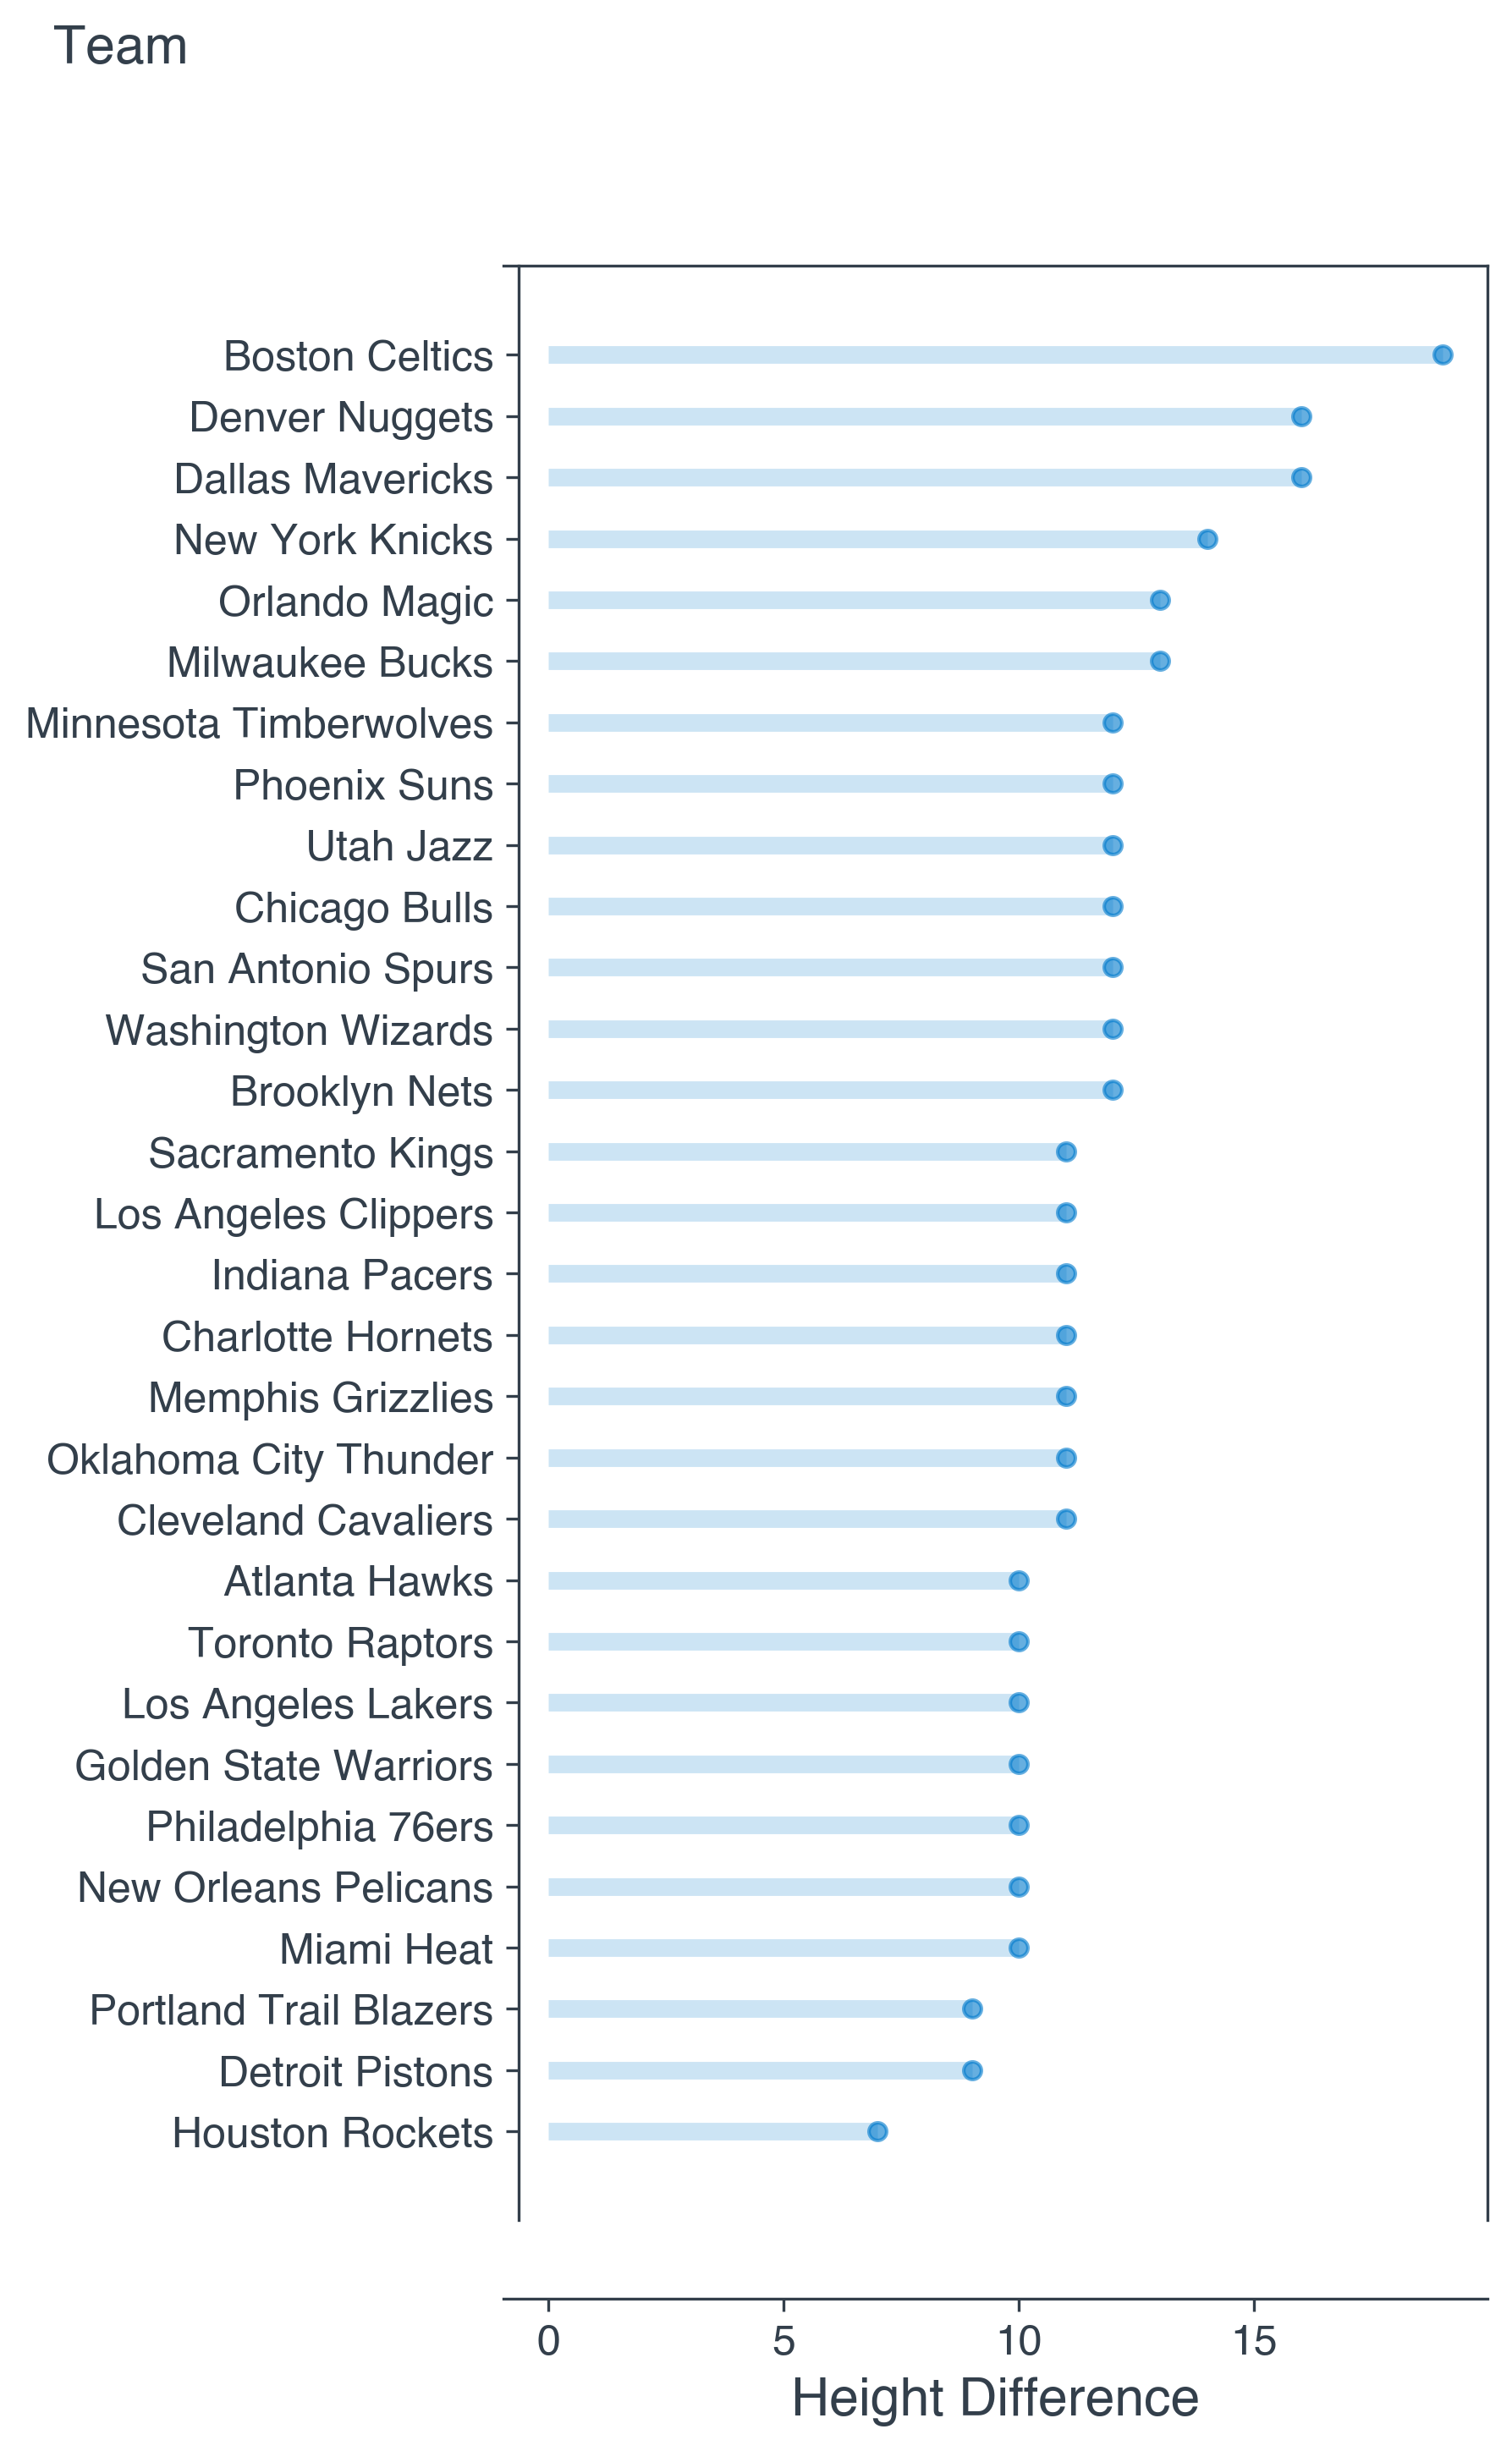 Team
Boston Celtics
Denver Nuggets
Dallas Mavericks
New York Knicks
Orlando Magic
Milwaukee Bucks
Minnesota Timberwolves
Phoenix Suns
Utah Jazz
Chicago Bulls
San Antonio Spurs
Washington Wizards
Brooklyn Nets
Sacramento Kings
Los Angeles Clippers
Indiana Pacers
Charlotte Hornets
Memphis Grizzlies
Oklahoma City Thunder
Cleveland Cavaliers
Atlanta Hawks
Toronto Raptors
Los Angeles Lakers
Golden State Warriors
Philadelphia 76ers
New Orleans Pelicans
Miami Heat
Portland Trail Blazers
Detroit Pistons
Houston Rockets
0 5 10 15
Height Difference